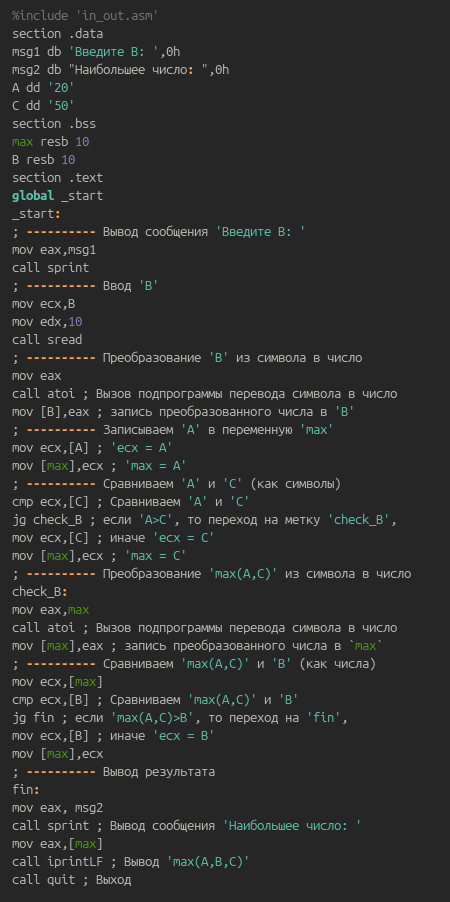 %include 'in_out.asm'
section .data
msg1 db 'Введите B: ',0h
msg2 db "Наибольшее число: ",0h
A dd '20'
C dd '50'
section .bss
max resb 10
B resb 10
section .text
global _start
_start:
; ---------- Вывод сообщения 'Введите B: '
mov eax,msg1
call sprint
; ---------- Ввод 'B'
mov ecx,B
mov edx,10
call sread
; ---------- Преобразование 'B' из символа в число
mov eax
call atoi ; Вызов подпрограммы перевода символа в число
mov [B],eax ; запись преобразованного числа в 'B'
; ---------- Записываем 'A' в переменную 'max'
mov ecx,[A] ; 'ecx = A'
mov [max],ecx ; 'max = A'
; ---------- Сравниваем 'A' и 'С' (как символы)
cmp ecx,[C] ; Сравниваем 'A' и 'С'
jg check_B ; если 'A>C', то переход на метку 'check_B',
mov ecx,[C] ; иначе 'ecx = C'
mov [max],ecx ; 'max = C'
; ---------- Преобразование 'max(A,C)' из символа в число
check_B:
mov eax,max
call atoi ; Вызов подпрограммы перевода символа в число
mov [max],eax ; запись преобразованного числа в `max`
; ---------- Сравниваем 'max(A,C)' и 'B' (как числа)
mov ecx,[max]
cmp ecx,[B] ; Сравниваем 'max(A,C)' и 'B'
jg fin ; если 'max(A,C)>B', то переход на 'fin',
mov ecx,[B] ; иначе 'ecx = B'
mov [max],ecx
; ---------- Вывод результата
fin:
mov eax, msg2
call sprint ; Вывод сообщения 'Наибольшее число: '
mov eax,[max]
call iprintLF ; Вывод 'max(A,B,C)'
call quit ; Выход